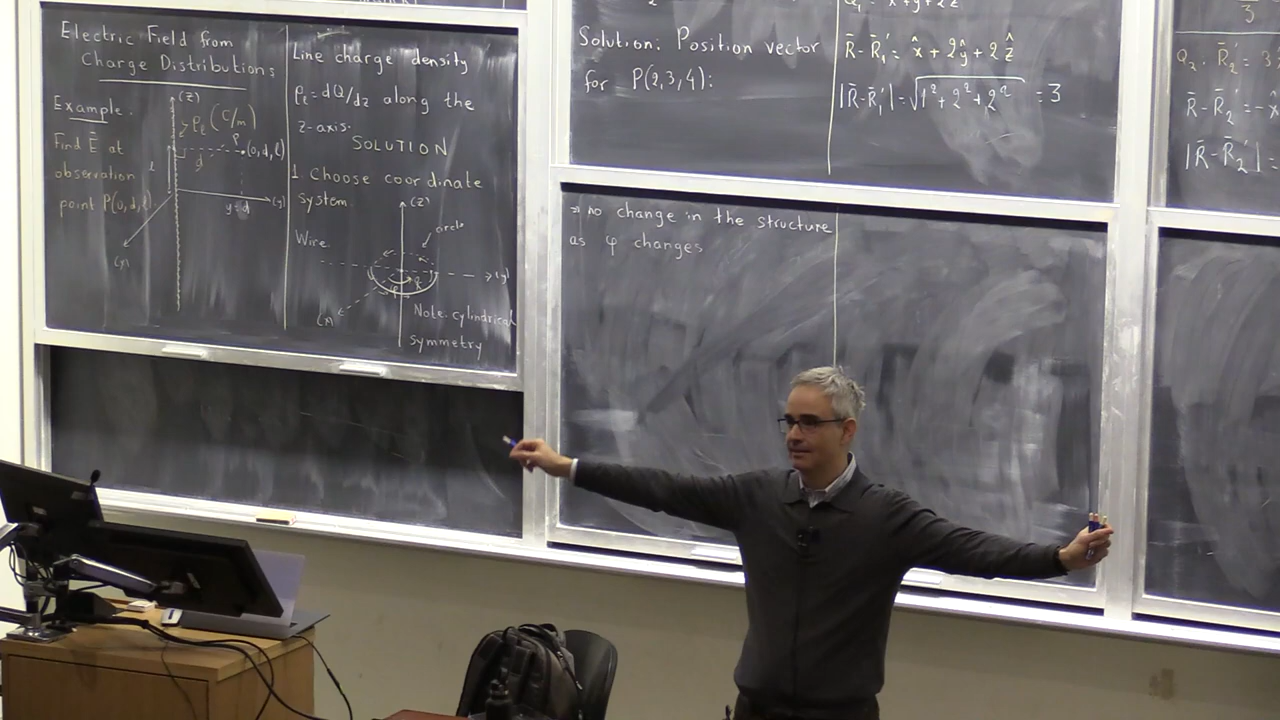 Electric Field from
Charge Distributions
Example.
Find Ē at
observation
point P(0,d,l).
(z)
ρℓ (C/m)
P
(0,d,l)
d
l
(y)
y=d
(x)
Line charge density
ρℓ = dQ/dz along the
z-axis.
SOLUTION
1 Choose coordinate
system.
(z)
Wire.
circle
(y)
φ
R
(x)
Note: cylindrical
symmetry
Solution: Position vector
for P(2,3,4):
R̄-R̄₁' = x̂ + 2ŷ + 2ẑ
|R̄-R̄₁'| = √1² + 2² + 2² = 3
⇒ no change in the structure
as φ changes
3
Q₂. R̄₂' = 3
R̄-R̄₂' = -x̂
|R̄-R̄₂'| =